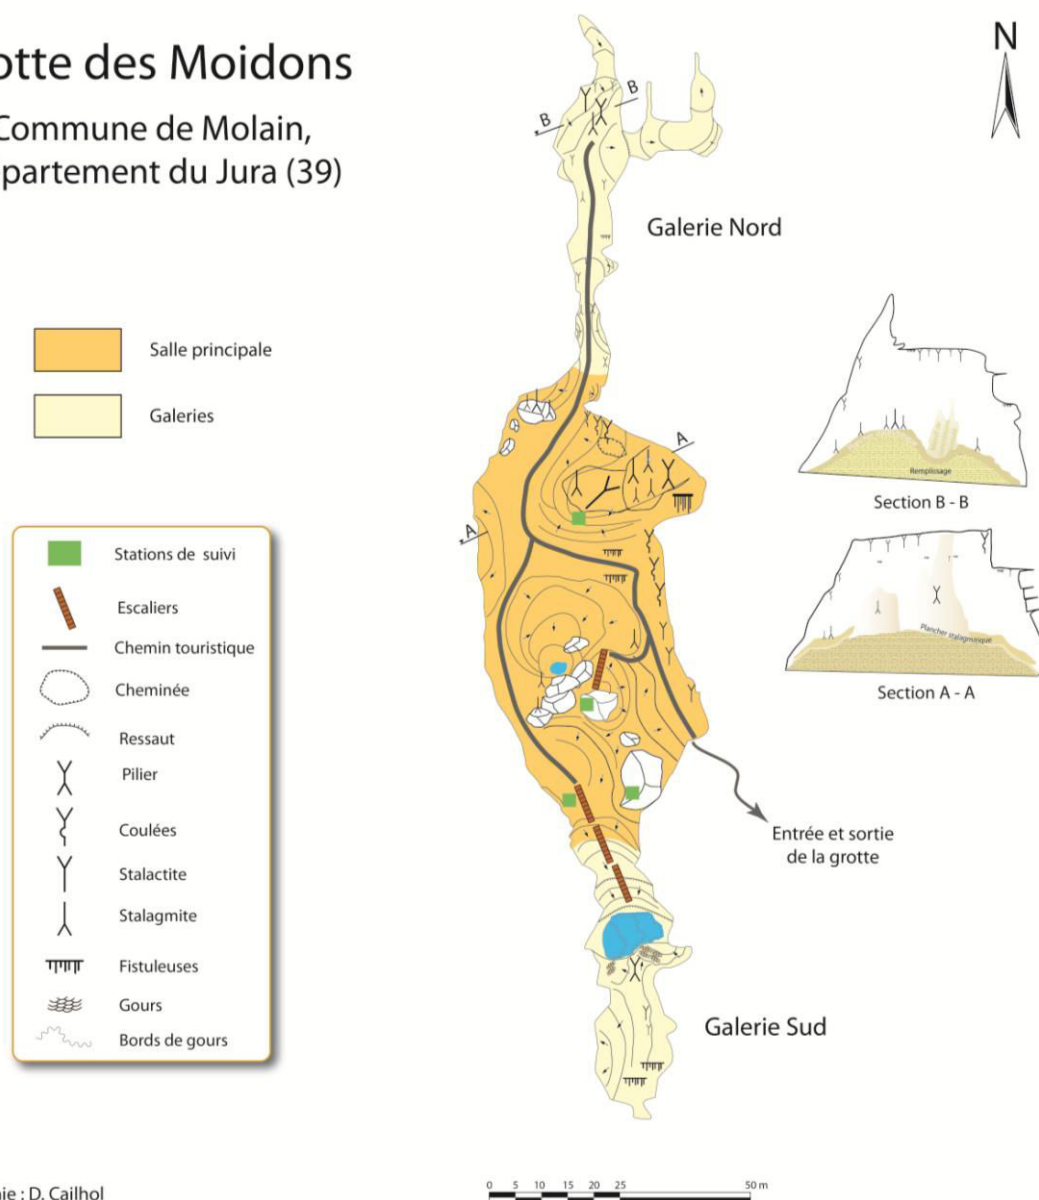 otte des Moidons
Commune de Molain,
partement du Jura (39)
N
B
B
Galerie Nord
Salle principale
Galeries
A
A
Remplissage
Section B - B
Plancher stalagmitique
Section A - A
Stations de suivi
Escaliers
Chemin touristique
Cheminée
Ressaut
Pilier
Coulées
Stalactite
Stalagmite
Fistuleuses
Gours
Bords de gours
Entrée et sortie
de la grotte
Galerie Sud
ie : D. Cailhol
0 5 10 15 20 25 50 m